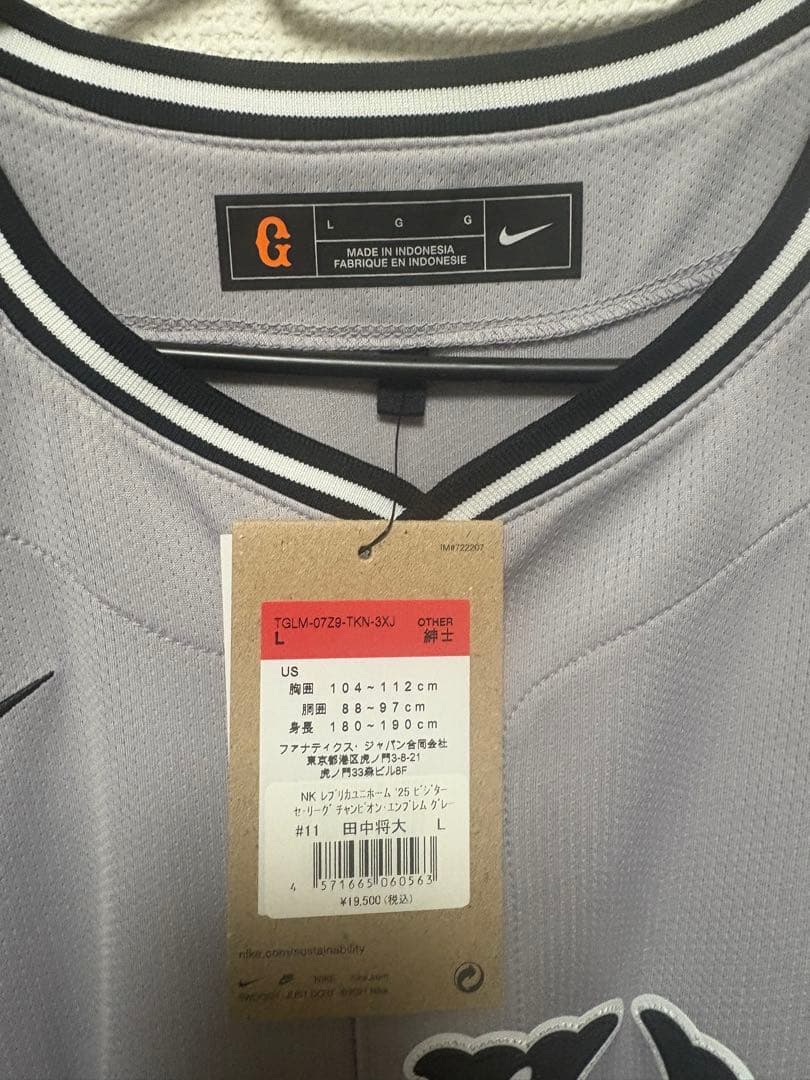 G
L G G
MADE IN INDONESIA
FABRIQUE EN INDONESIE
TM#722207
TGLM-07Z9-TKN-3XJ OTHER
L 紳士
US
胸囲 104~112cm
胴囲 88~97cm
身長 180~190cm
ファナティクス・ジャパン合同会社
東京都港区虎ノ門3-8-21
虎ノ門33森ビル8F
NK レプリカユニホーム '25 ビジター
セ・リーグ チャンピオン・エンブレム グレー
#11 田中将大 L
4 571665 060563
¥19,500(税込)
nike.com/sustainability